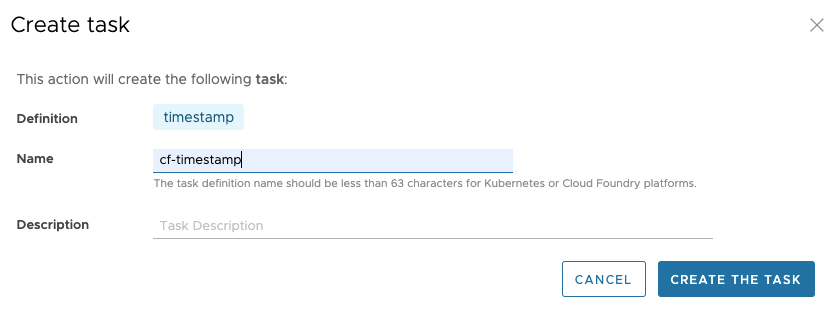 Create task
This action will create the following task:
Definition timestamp
Name cf-timestamp
The task definition name should be less than 63 characters for Kubernetes or Cloud Foundry platforms.
Description Task Description
CANCEL CREATE THE TASK